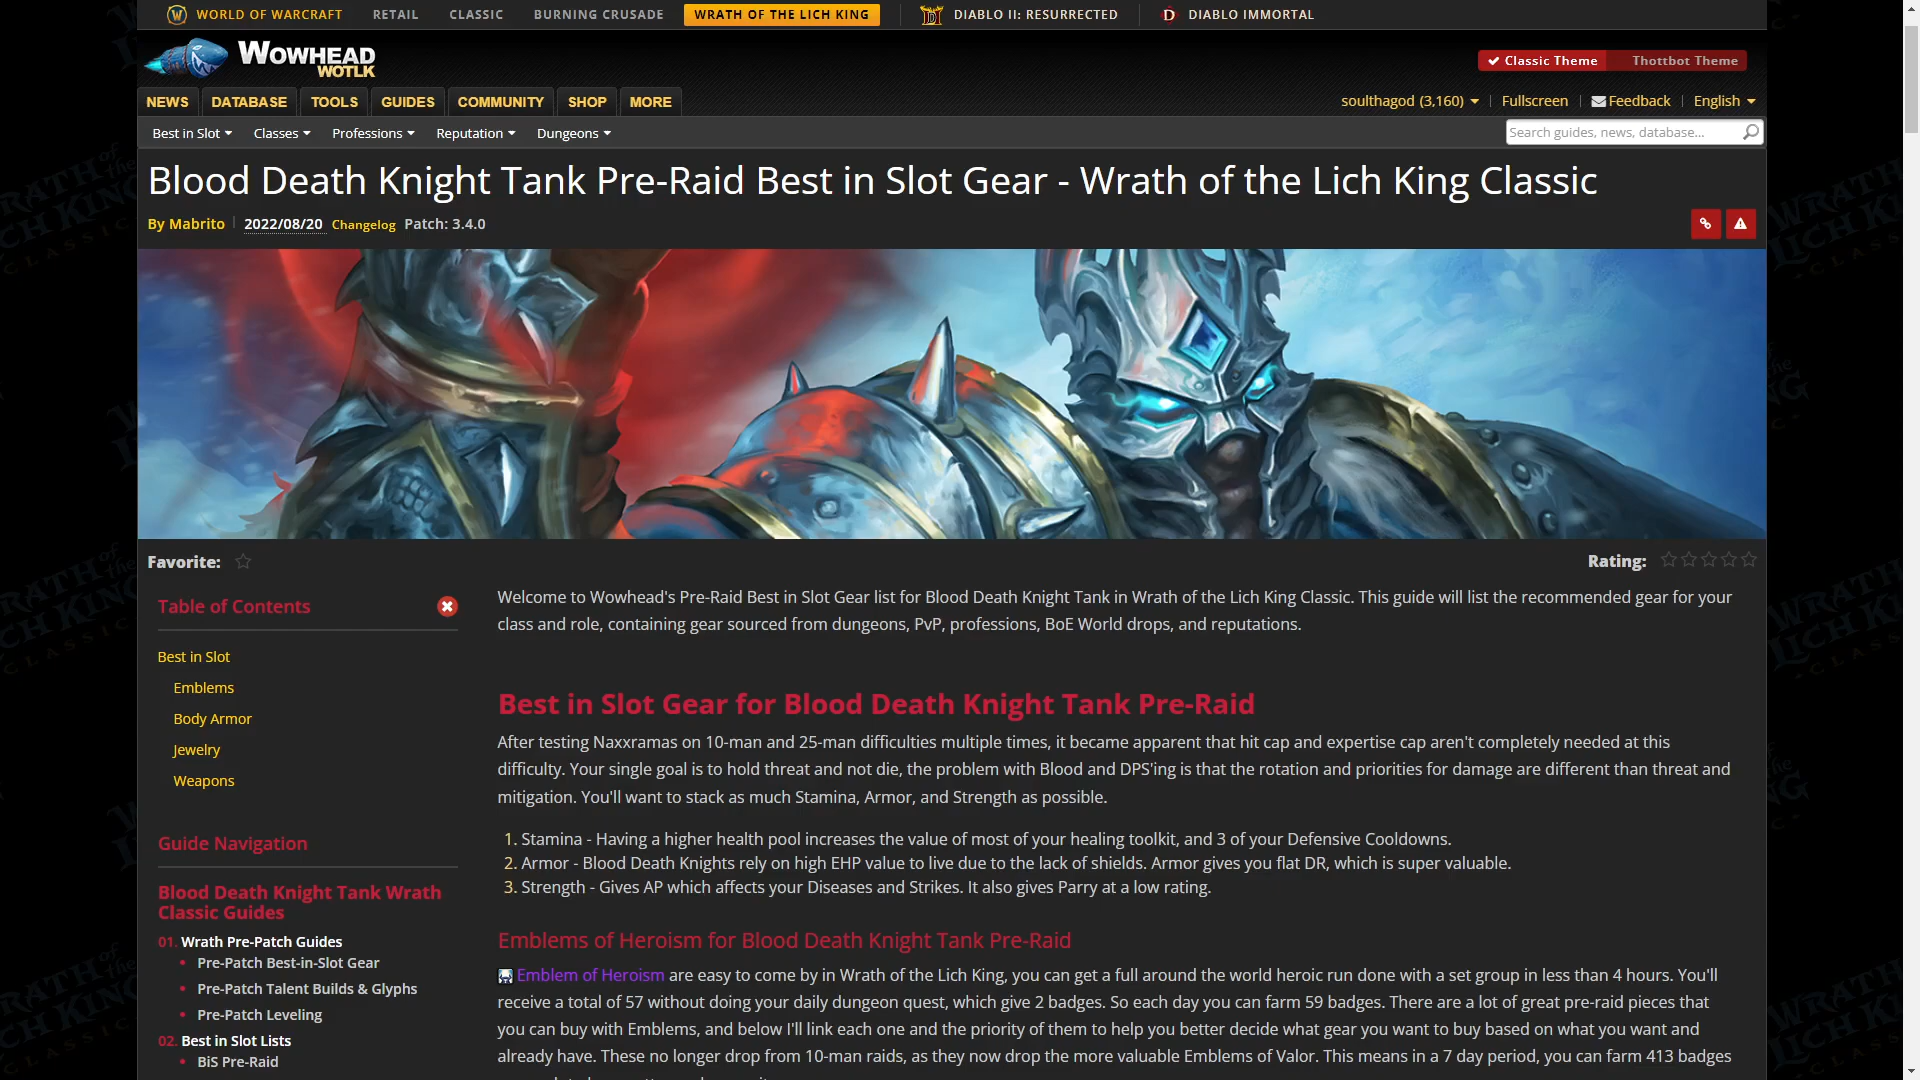 WORLD OF WARCRAFT RETAIL CLASSIC BURNING CRUSADE WRATH OF THE LICH KING DIABLO II: RESURRECTED DIABLO IMMORTAL
WOWHEAD
WOTLK
Classic Theme Thottbot Theme
NEWS DATABASE TOOLS GUIDES COMMUNITY SHOP MORE
soulthagod (3,160) Fullscreen Feedback English
Best in Slot Classes Professions Reputation Dungeons
Search guides, news, database...
Blood Death Knight Tank Pre-Raid Best in Slot Gear - Wrath of the Lich King Classic
By Mabrito 2022/08/20 Changelog Patch: 3.4.0
Favorite:
Rating:
Table of Contents
Best in Slot
Emblems
Body Armor
Jewelry
Weapons
Guide Navigation
Blood Death Knight Tank Wrath
Classic Guides
01. Wrath Pre-Patch Guides
• Pre-Patch Best-in-Slot Gear
• Pre-Patch Talent Builds & Glyphs
• Pre-Patch Leveling
02. Best in Slot Lists
• BiS Pre-Raid
Welcome to Wowhead's Pre-Raid Best in Slot Gear list for Blood Death Knight Tank in Wrath of the Lich King Classic. This guide will list the recommended gear for your
class and role, containing gear sourced from dungeons, PvP, professions, BoE World drops, and reputations.
Best in Slot Gear for Blood Death Knight Tank Pre-Raid
After testing Naxxramas on 10-man and 25-man difficulties multiple times, it became apparent that hit cap and expertise cap aren't completely needed at this
difficulty. Your single goal is to hold threat and not die, the problem with Blood and DPS'ing is that the rotation and priorities for damage are different than threat and
mitigation. You'll want to stack as much Stamina, Armor, and Strength as possible.
1. Stamina - Having a higher health pool increases the value of most of your healing toolkit, and 3 of your Defensive Cooldowns.
2. Armor - Blood Death Knights rely on high EHP value to live due to the lack of shields. Armor gives you flat DR, which is super valuable.
3. Strength - Gives AP which affects your Diseases and Strikes. It also gives Parry at a low rating.
Emblems of Heroism for Blood Death Knight Tank Pre-Raid
Emblem of Heroism are easy to come by in Wrath of the Lich King, you can get a full around the world heroic run done with a set group in less than 4 hours. You'll
receive a total of 57 without doing your daily dungeon quest, which give 2 badges. So each day you can farm 59 badges. There are a lot of great pre-raid pieces that
you can buy with Emblems, and below I'll link each one and the priority of them to help you better decide what gear you want to buy based on what you want and
already have. These no longer drop from 10-man raids, as they now drop the more valuable Emblems of Valor. This means in a 7 day period, you can farm 413 badges